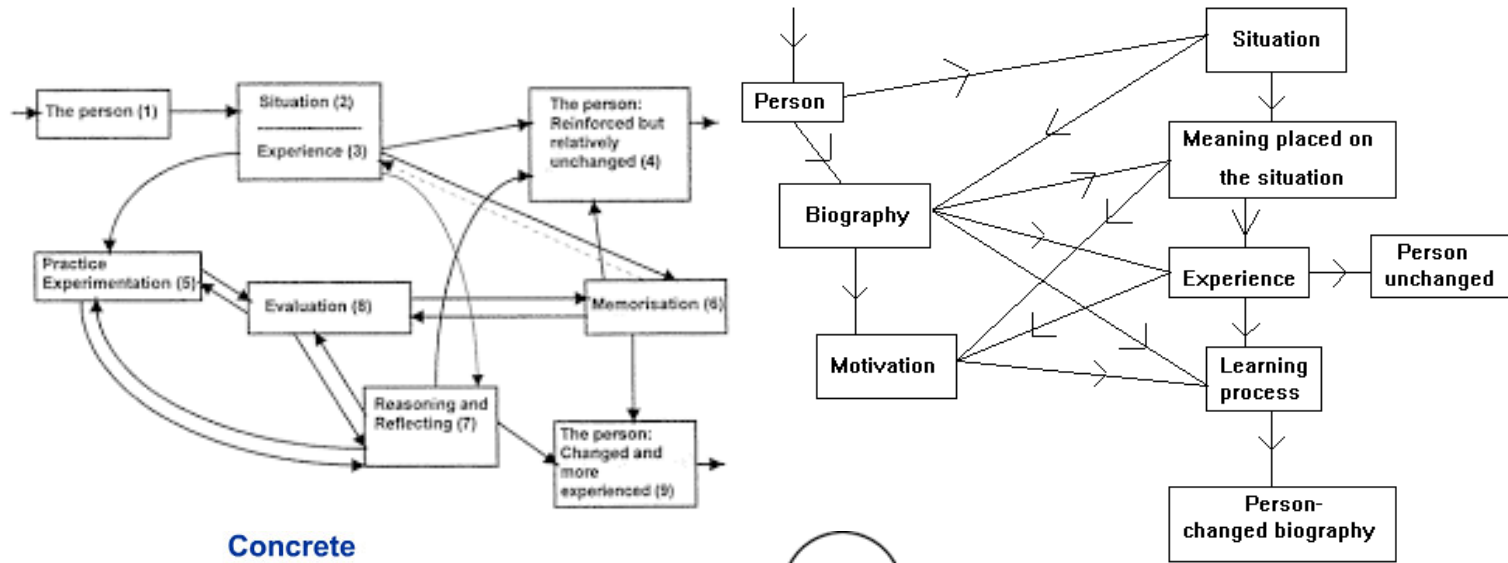 The person (1)
Situation (2)
Experience (3)
The person:
Reinforced but
relatively
unchanged (4)
Practice
Experimentation (5)
Evaluation (8)
Memorisation (6)
Reasoning and
Reflecting (7)
The person:
Changed and
more
experienced (9)
Concrete
Person
Situation
Meaning placed on
the situation
Biography
Experience
Person
unchanged
Motivation
Learning
process
Person-
changed biography